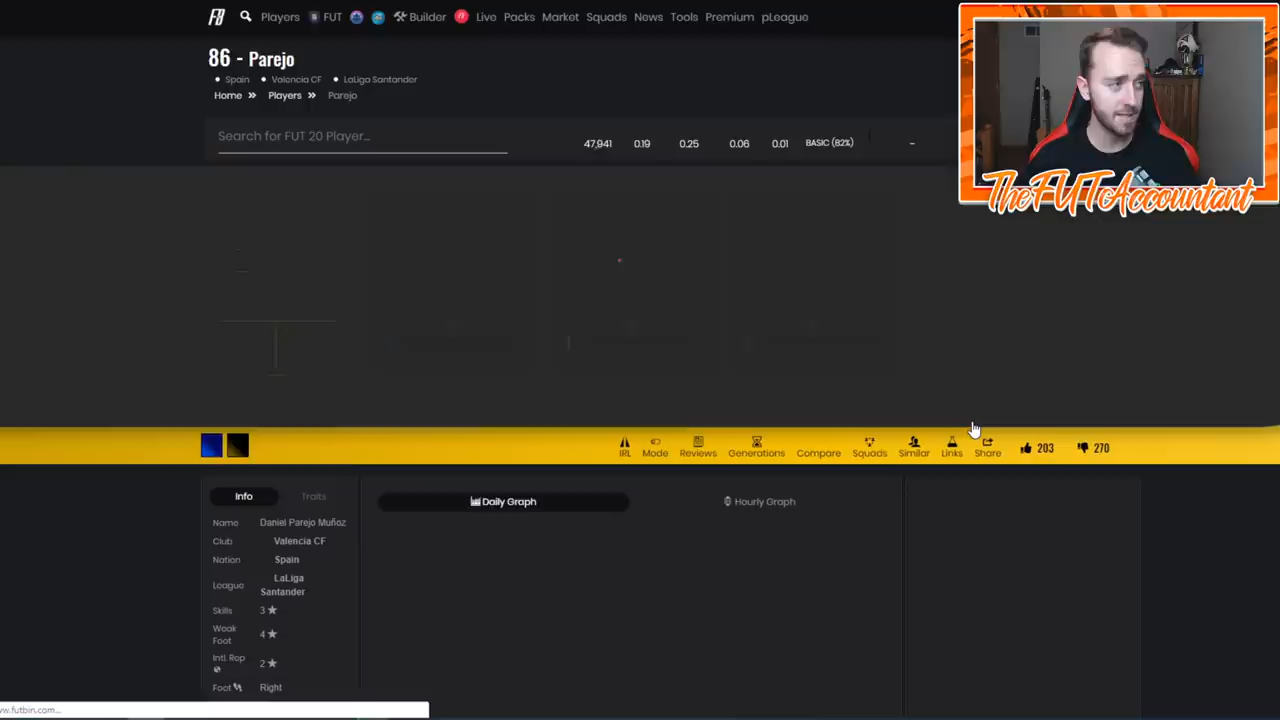 F8 Players FUT Builder Live Packs Market Squads News Tools Premium pLeague
86 - Parejo
Spain Valencia CF LaLiga Santander
Home » Players » Parejo
Search for FUT 20 Player...
47,941 0.19 0.25 0.06 0.01 BASIC (82%) -
TheFUTAccountant
IRL Mode Reviews Generations Compare Squads Similar Links Share 203 270
Info Traits
Daily Graph Hourly Graph
Name Daniel Parejo Muñoz
Club Valencia CF
Nation Spain
League LaLiga Santander
Skills 3★
Weak Foot 4★
Intl. Rep 2★
Foot Right
ww.futbin.com...